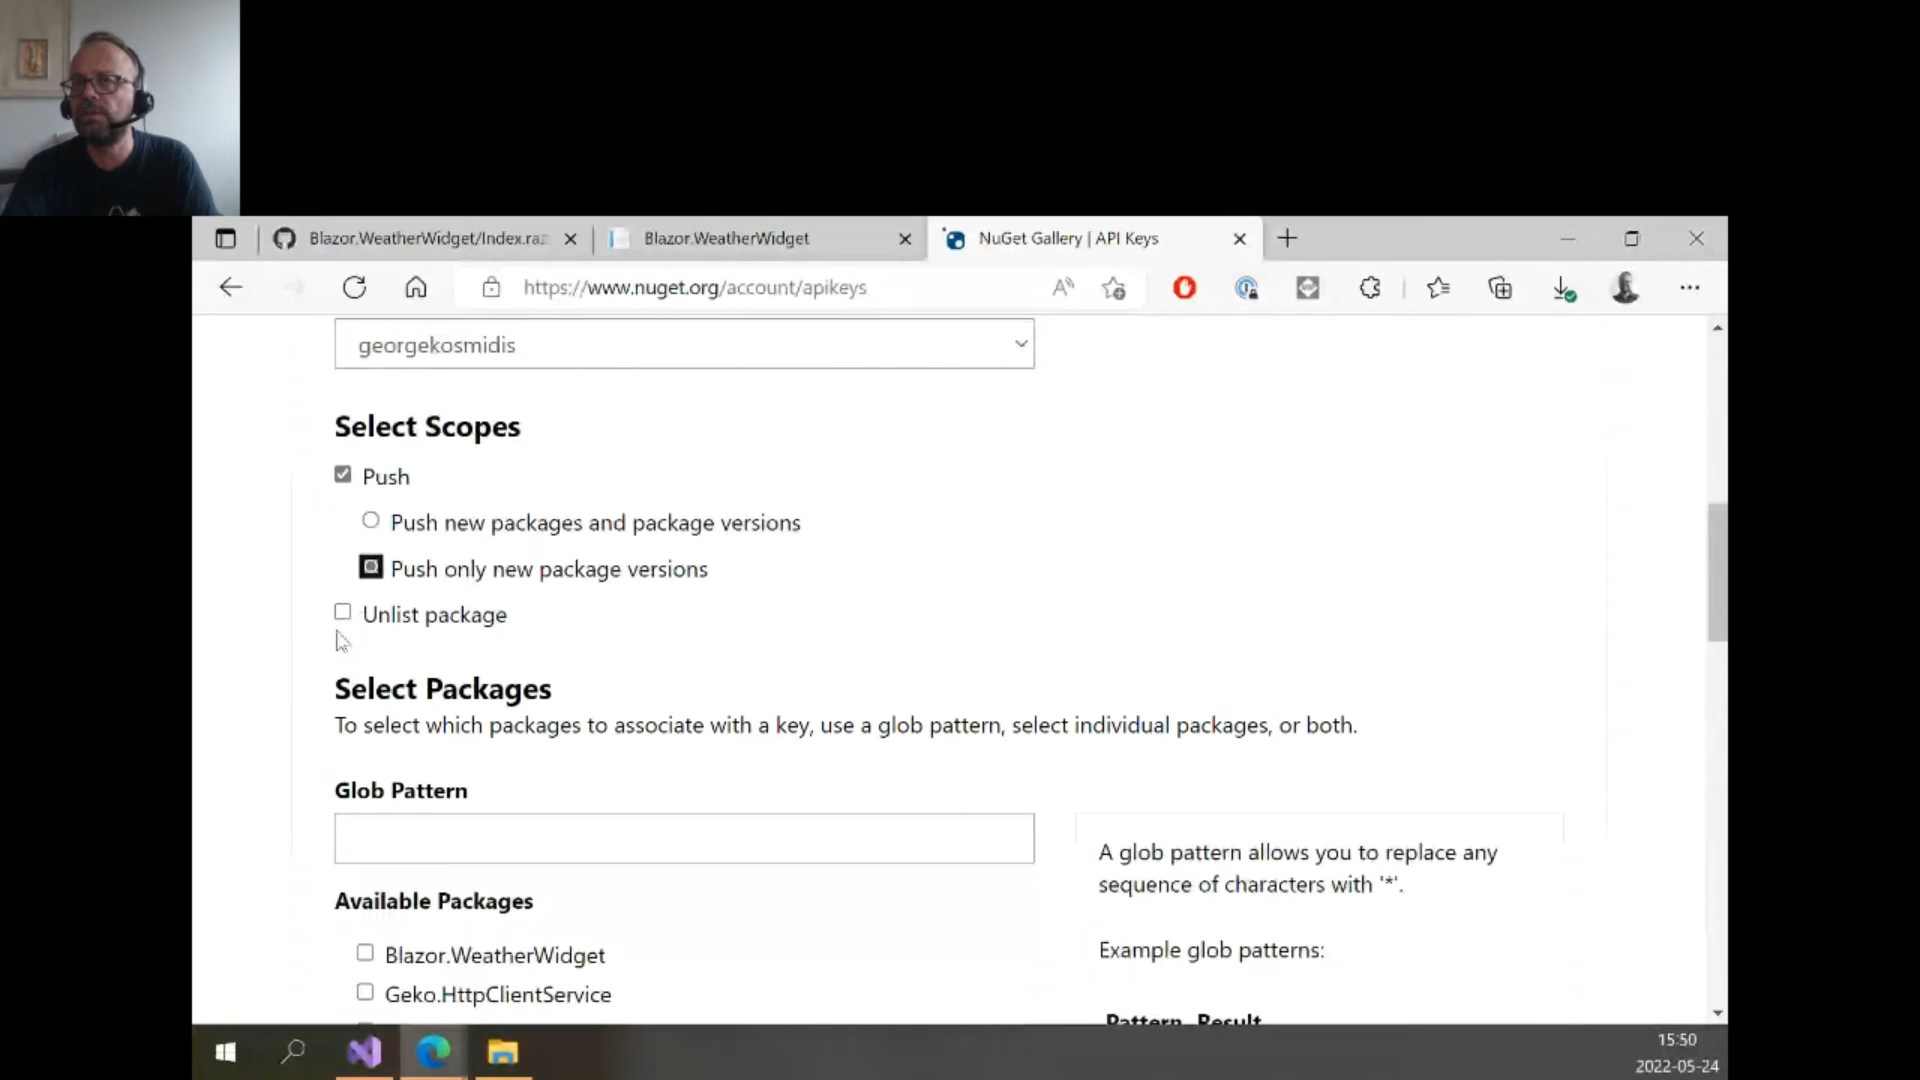 Blazor.WeatherWidget/Index.raz
Blazor.WeatherWidget
NuGet Gallery | API Keys
https://www.nuget.org/account/apikeys
georgekosmidis
Select Scopes
Push
Push new packages and package versions
Push only new package versions
Unlist package
Select Packages
To select which packages to associate with a key, use a glob pattern, select individual packages, or both.
Glob Pattern
A glob pattern allows you to replace any
sequence of characters with '*'.
Available Packages
Example glob patterns:
Blazor.WeatherWidget
Geko.HttpClientService
Pattern Result
15:50
2022-05-24